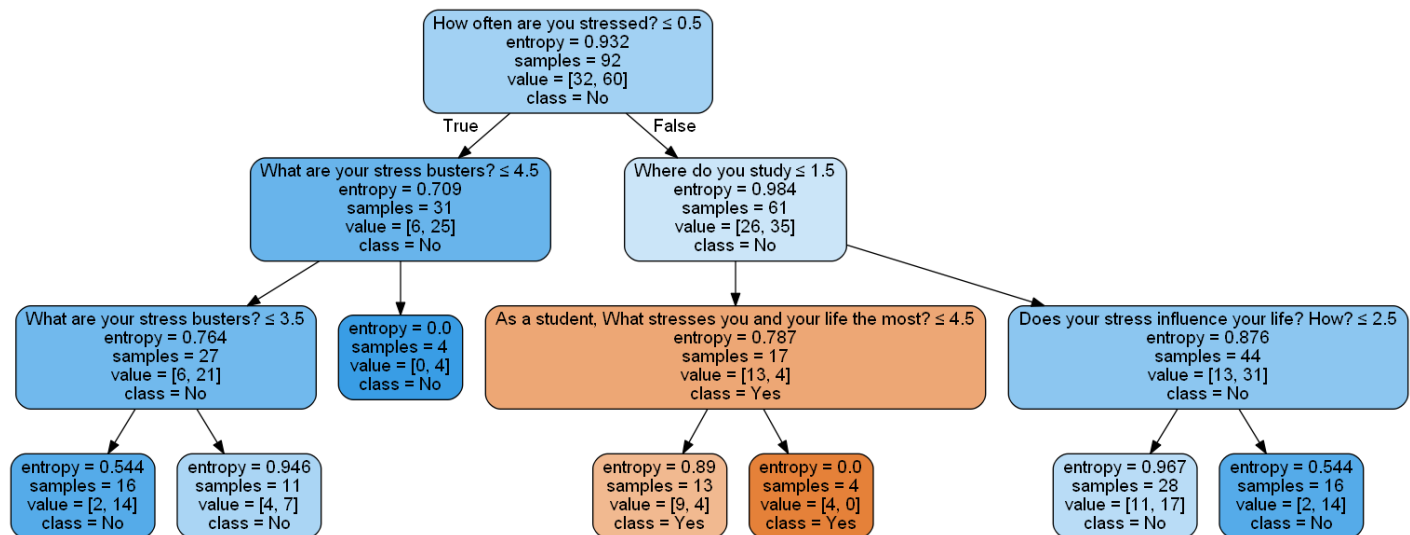 How often are you stressed? ≤ 0.5
entropy = 0.932
samples = 92
value = [32, 60]
class = No
True
False
What are your stress busters? ≤ 4.5
entropy = 0.709
samples = 31
value = [6, 25]
class = No
Where do you study ≤ 1.5
entropy = 0.984
samples = 61
value = [26, 35]
class = No
What are your stress busters? ≤ 3.5
entropy = 0.764
samples = 27
value = [6, 21]
class = No
entropy = 0.0
samples = 4
value = [0, 4]
class = No
As a student, What stresses you and your life the most? ≤ 4.5
entropy = 0.787
samples = 17
value = [13, 4]
class = Yes
Does your stress influence your life? How? ≤ 2.5
entropy = 0.876
samples = 44
value = [13, 31]
class = No
entropy = 0.544
samples = 16
value = [2, 14]
class = No
entropy = 0.946
samples = 11
value = [4, 7]
class = No
entropy = 0.89
samples = 13
value = [9, 4]
class = Yes
entropy = 0.0
samples = 4
value = [4, 0]
class = Yes
entropy = 0.967
samples = 28
value = [11, 17]
class = No
entropy = 0.544
samples = 16
value = [2, 14]
class = No